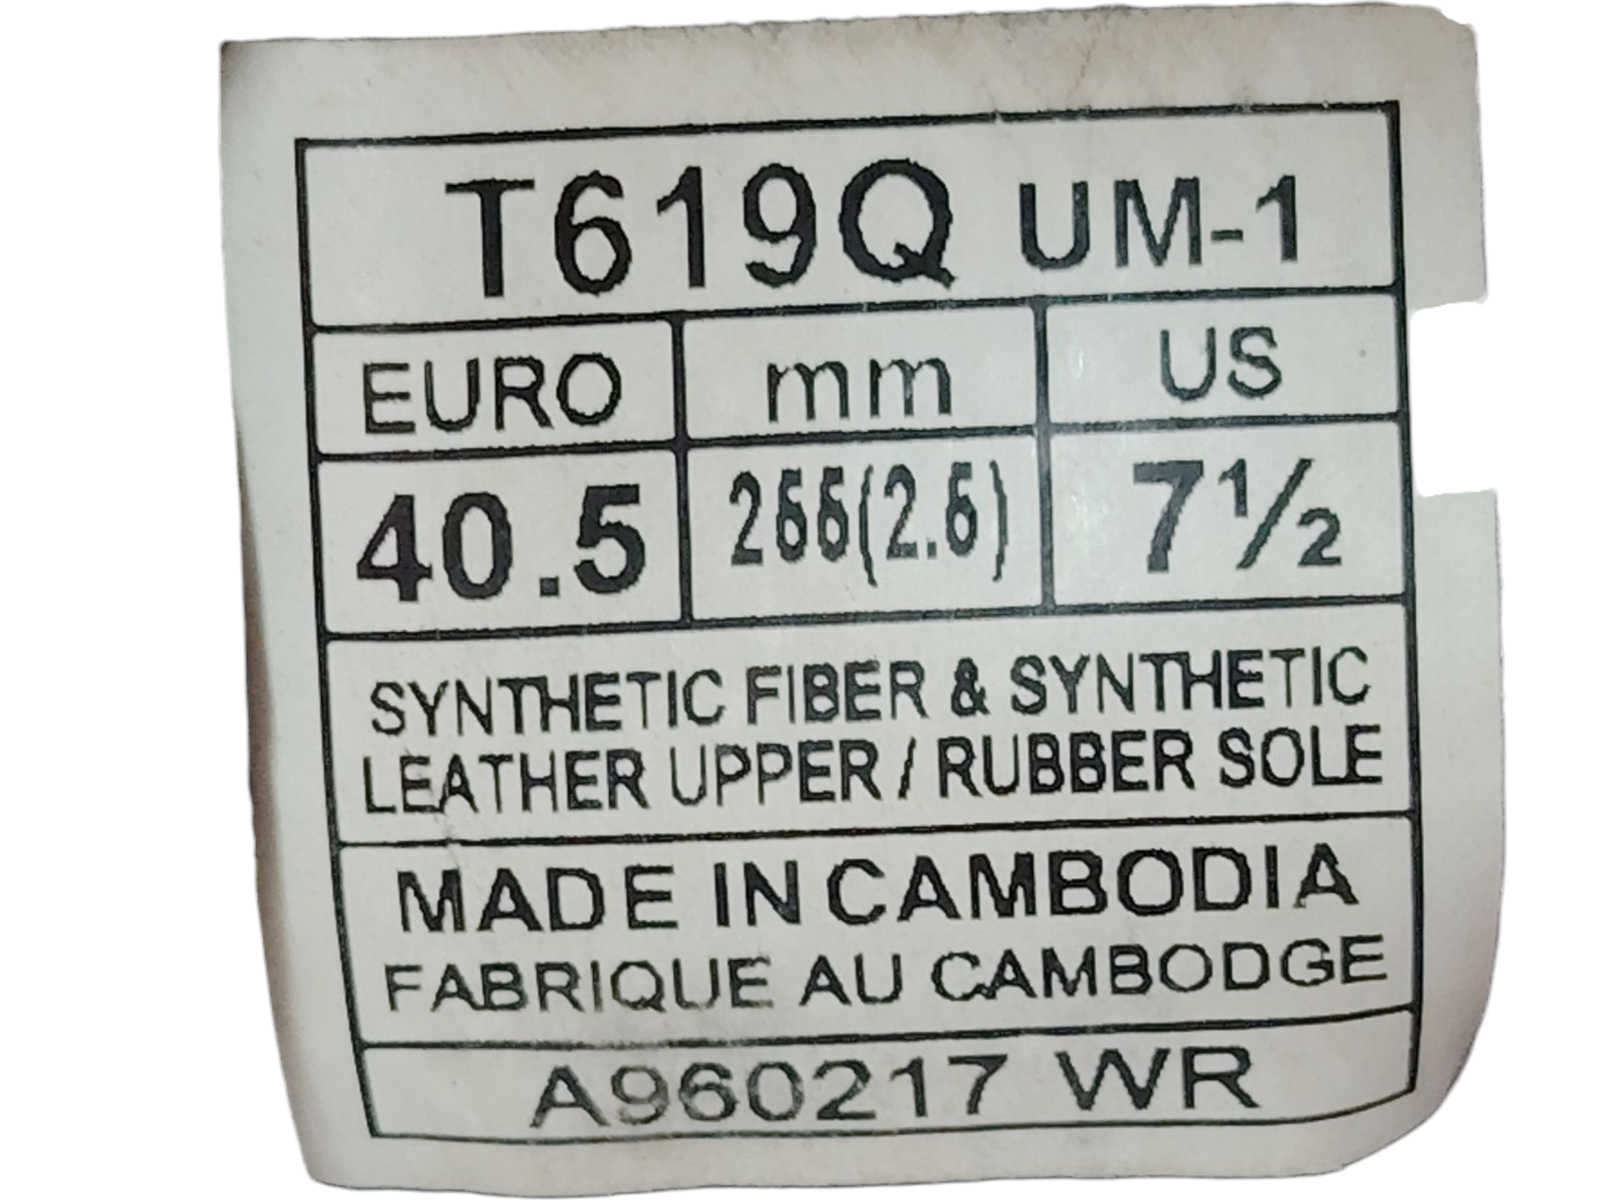 T619Q UM-1
EURO mm US
40.5 255(2.5) 7½
SYNTHETIC FIBER & SYNTHETIC
LEATHER UPPER / RUBBER SOLE
MADE IN CAMBODIA
FABRIQUE AU CAMBODGE
A960217 WR